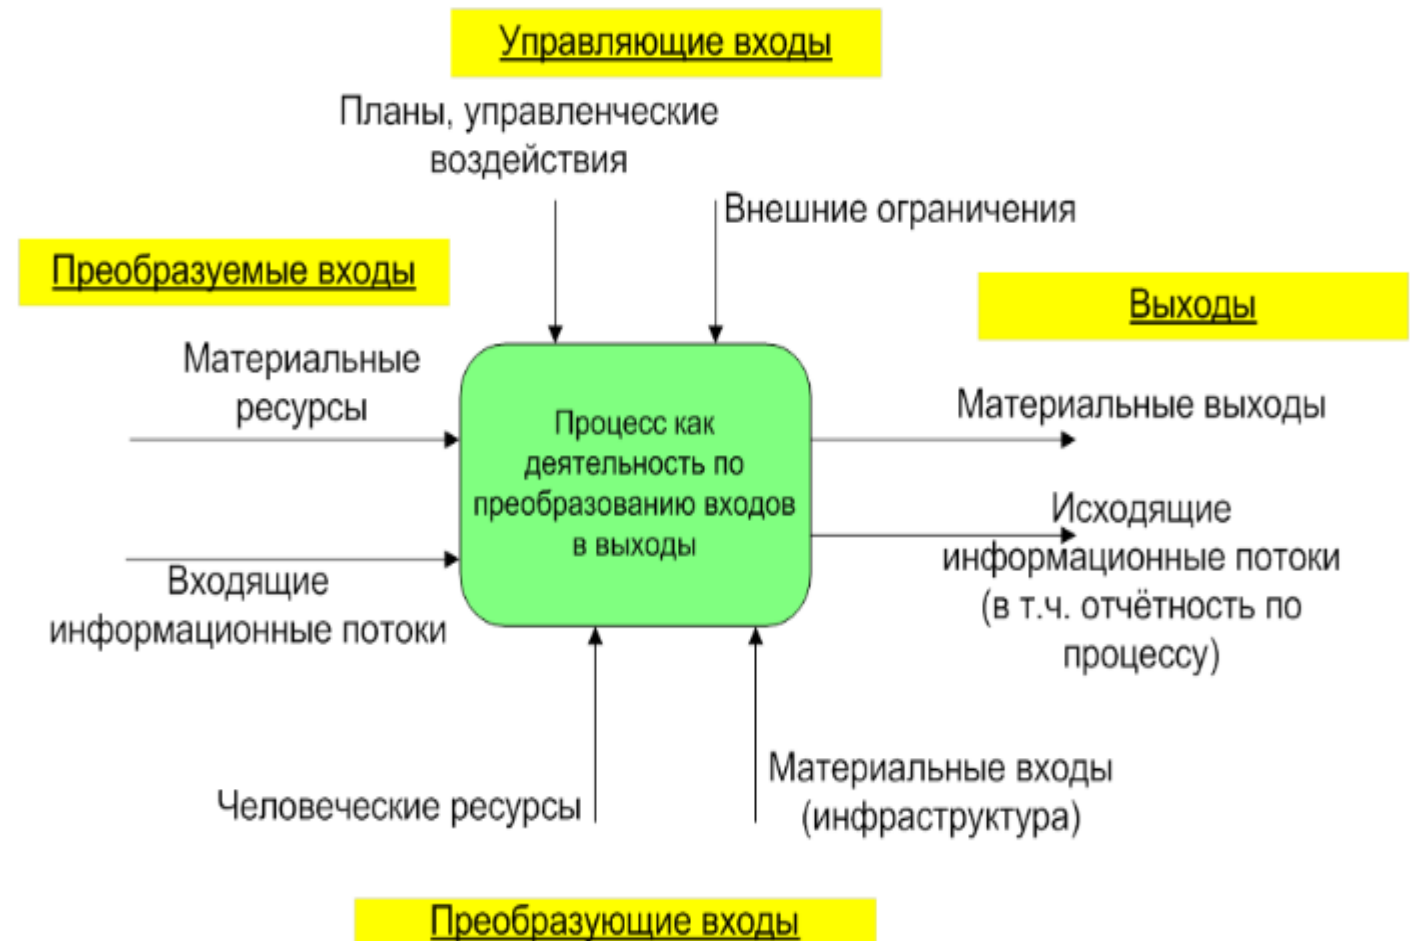 Управляющие входы
Планы, управленческие
воздействия
Внешние ограничения
Преобразуемые входы
Выходы
Материальные
ресурсы
Материальные выходы
Процесс как
деятельность по
преобразованию входов
в выходы
Исходящие
информационные потоки
(в т.ч. отчётность по
процессу)
Входящие
информационные потоки
Человеческие ресурсы
Материальные входы
(инфраструктура)
Преобразующие входы